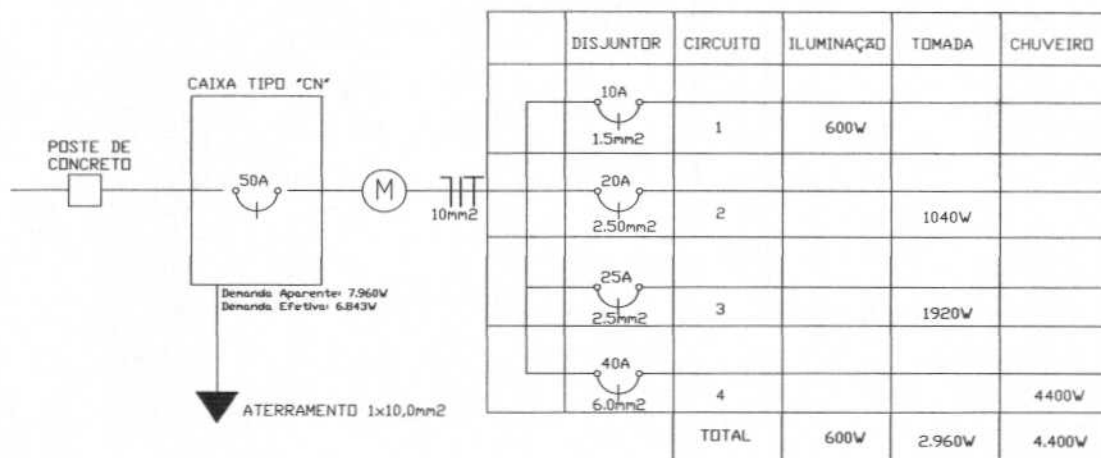 DISJUNTOR CIRCUITO ILUMINAÇÃO TOMADA CHUVEIRO
CAIXA TIPO "CN"
POSTE DE
CONCRETO
50A
M
10mm2
10A
1.5mm2
1 600W
20A
2.50mm2
2 1040W
25A
2.5mm2
3 1920W
40A
6.0mm2
4 4400W
TOTAL 600W 2.960W 4.400W
Demanda Aparente: 7.960W
Demanda Efetiva: 6.843W
ATERRAMENTO 1x10,0mm2